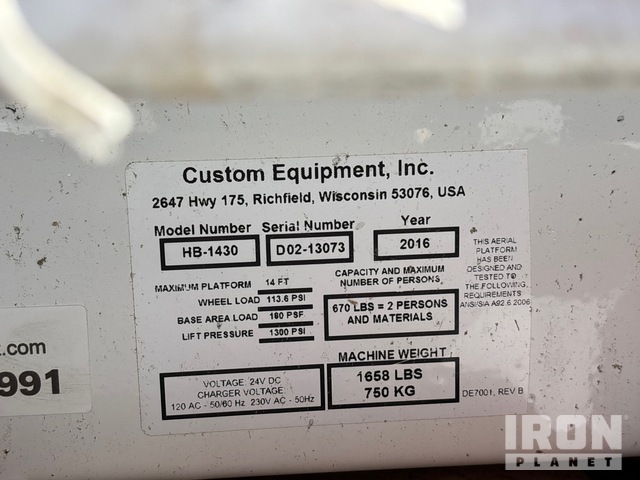 Custom Equipment, Inc.
2647 Hwy 175, Richfield, Wisconsin 53076, USA
Model Number Serial Number Year
HB-1430 D02-13073 2016
MAXIMUM PLATFORM 14 FT
WHEEL LOAD 113.6 PSI
BASE AREA LOAD 180 PSF
LIFT PRESSURE 1300 PSI
CAPACITY AND MAXIMUM
NUMBER OF PERSONS
670 LBS = 2 PERSONS
AND MATERIALS
THIS AERIAL
PLATFORM
HAS BEEN
DESIGNED AND
TESTED TO
THE FOLLOWING
REQUIREMENTS
ANSI/SIA A92.6:2006
MACHINE WEIGHT
1658 LBS
750 KG
VOLTAGE: 24V DC
CHARGER VOLTAGE:
120 AC - 50/60 Hz 230V AC - 50Hz
DE7001, REV B
t.com
991
IRON
PLANET